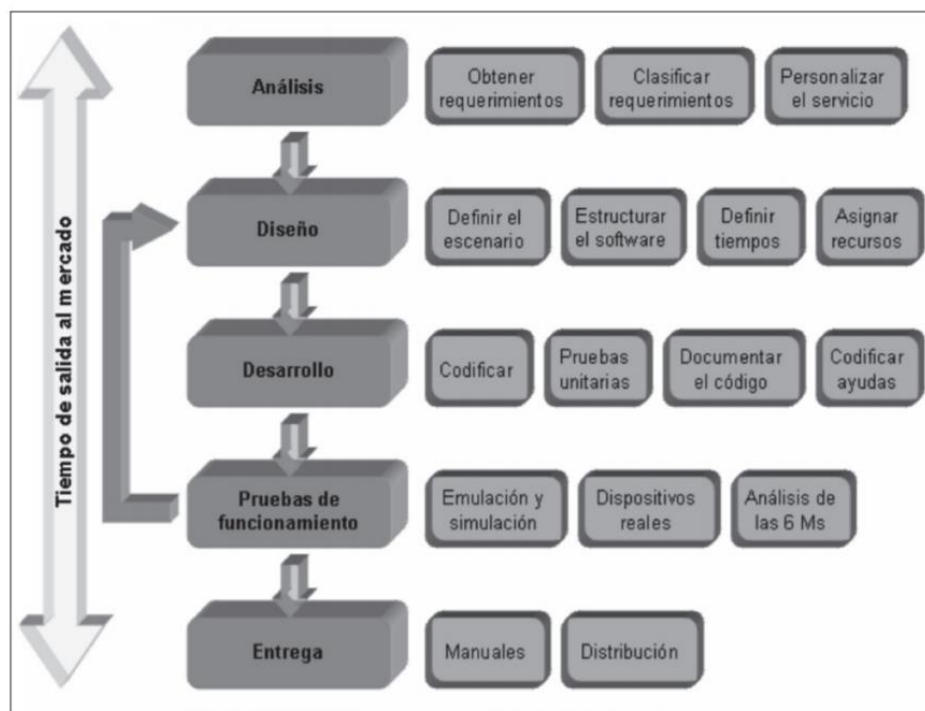 Tiempo de salida al mercado
Análisis
Obtener
requerimientos
Clasificar
requerimientos
Personalizar
el servicio
Diseño
Definir el
escenario
Estructurar
el software
Definir
tiempos
Asignar
recursos
Desarrollo
Codificar
Pruebas
unitarias
Documentar
el código
Codificar
ayudas
Pruebas de
funcionamiento
Emulación y
simulación
Dispositivos
reales
Análisis de
las 6 Ms
Entrega
Manuales
Distribución